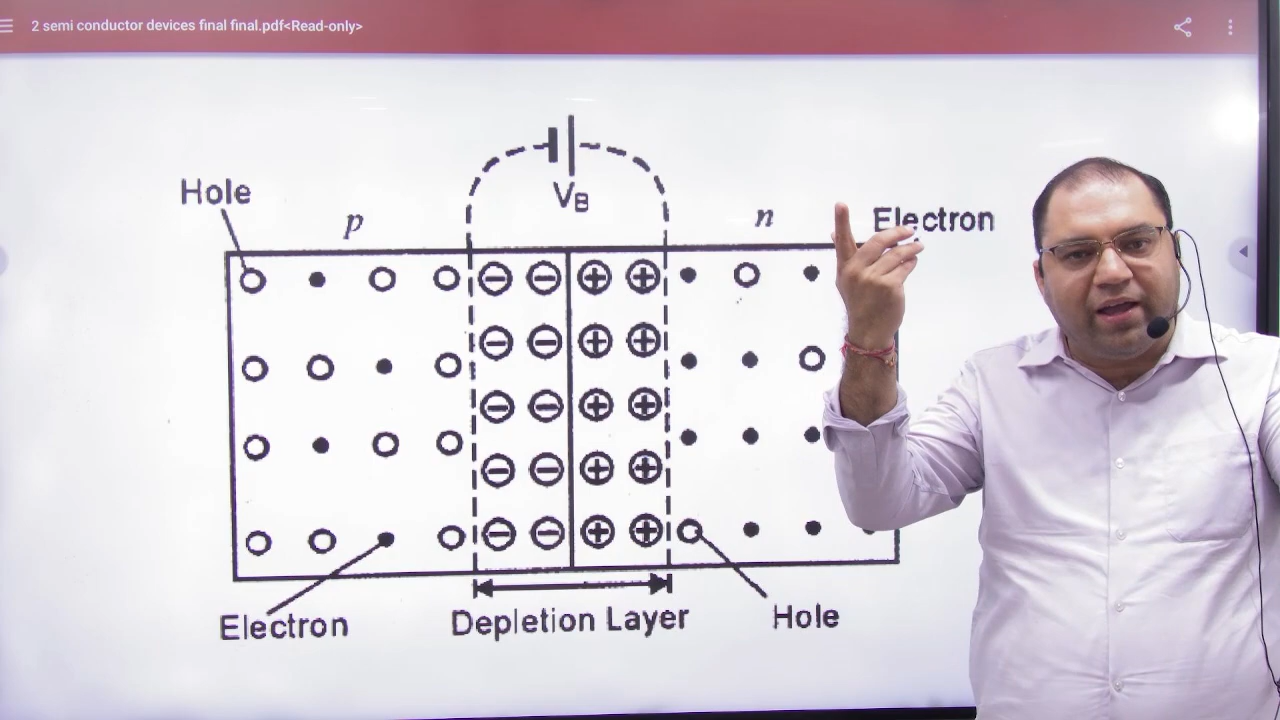 2 semi conductor devices final final.pdf<Read-only>
Hole
p
V_B
n
Electron
Electron
Depletion Layer
Hole